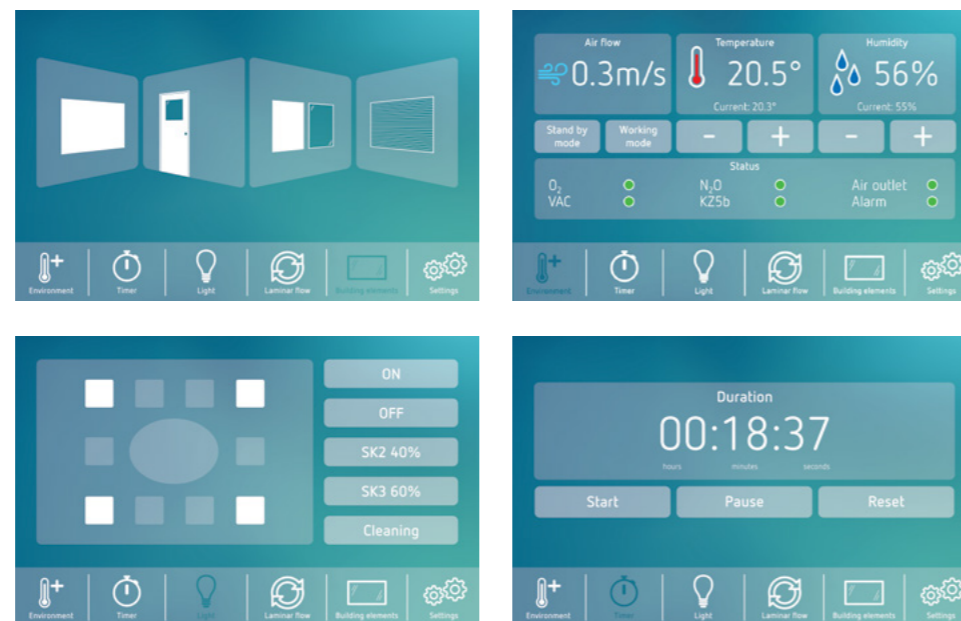 Environment
Timer
Light
Laminar flow
Building elements
Settings
Air flow
0.3m/s
Temperature
20.5°
Current: 20.3°
Humidity
56%
Current: 55%
Stand by
mode
Working
mode
-
+
-
+
Status
O₂
VAC
N₂O
KZ5b
Air outlet
Alarm
Environment
Timer
Light
Laminar flow
Building elements
Settings
ON
OFF
SK2 40%
SK3 60%
Cleaning
Environment
Timer
Light
Laminar flow
Building elements
Settings
Duration
00:18:37
hours
minutes
seconds
Start
Pause
Reset
Environment
Timer
Light
Laminar flow
Building elements
Settings